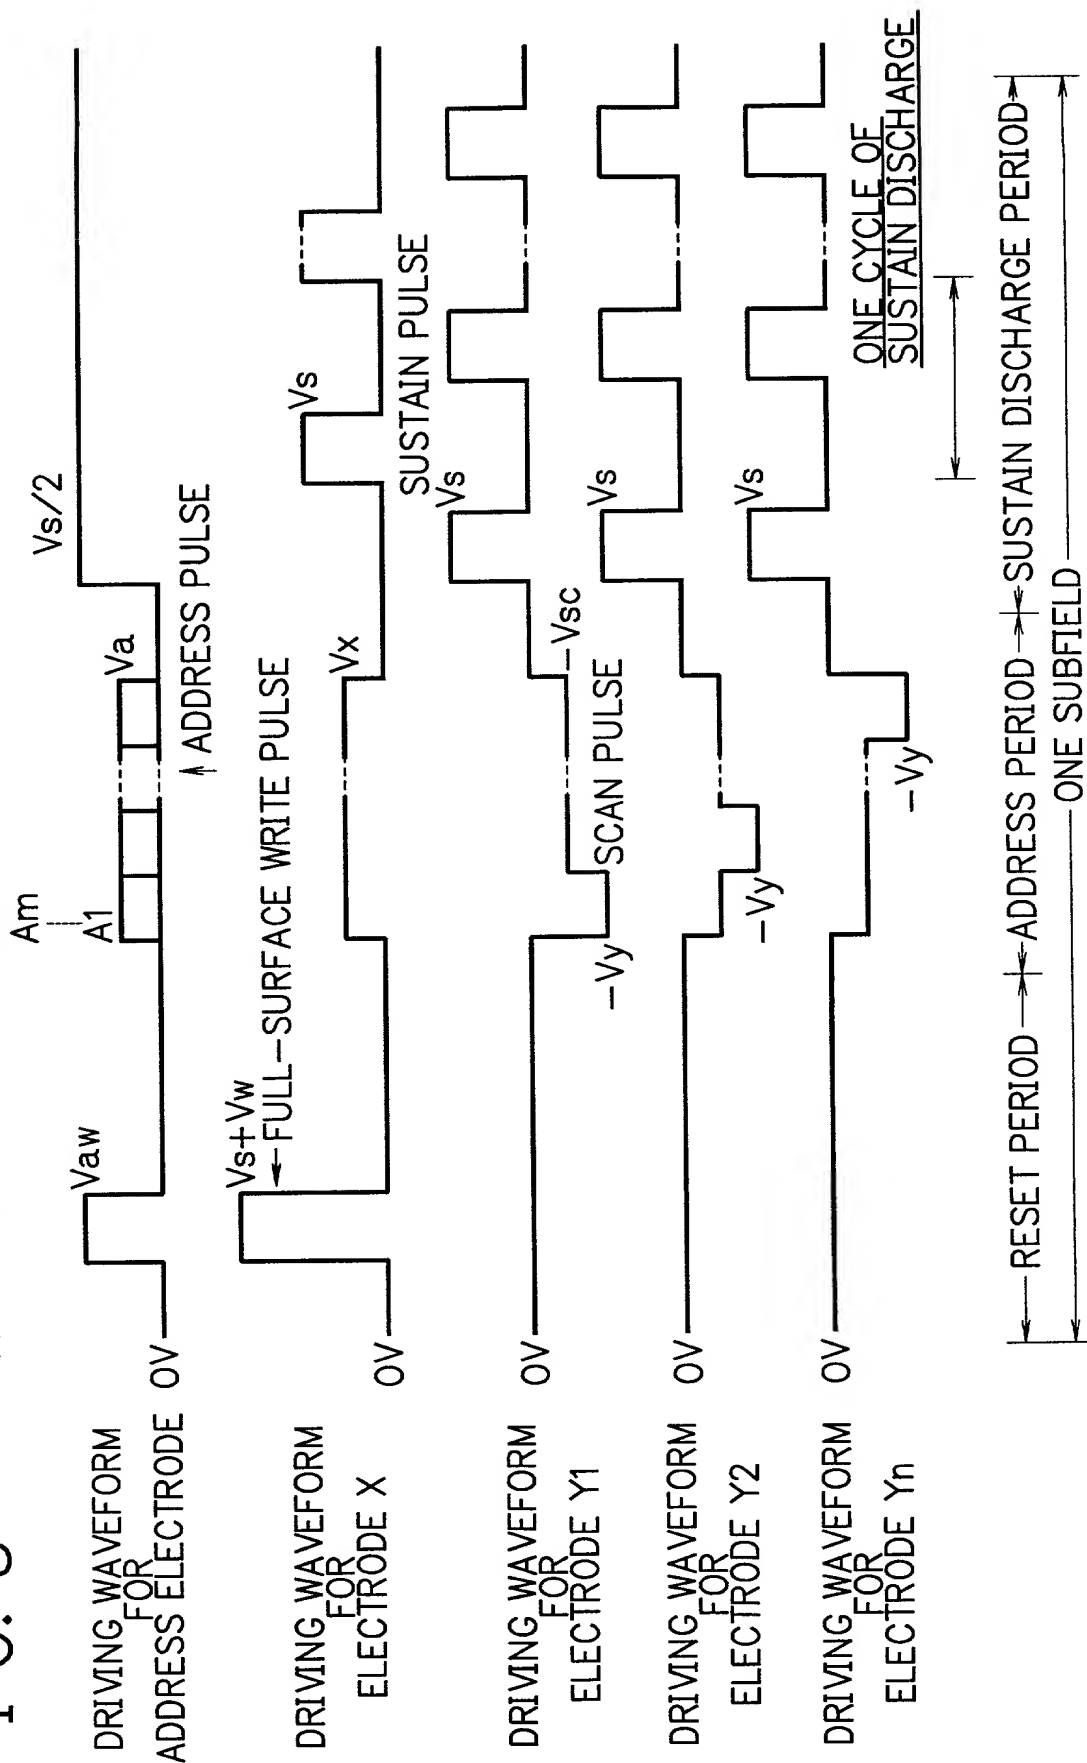 DRIVING WAVEFORM
FOR
ADDRESS ELECTRODE
0V
Vaw
Am
A1
Va
ADDRESS PULSE
Vs/2
DRIVING WAVEFORM
FOR
ELECTRODE X
0V
Vs+Vw
FULL-SURFACE WRITE PULSE
Vx
Vs
SUSTAIN PULSE
DRIVING WAVEFORM
FOR
ELECTRODE Y1
0V
-Vy
SCAN PULSE
-Vsc
Vs
DRIVING WAVEFORM
FOR
ELECTRODE Y2
0V
-Vy
Vs
DRIVING WAVEFORM
FOR
ELECTRODE Yn
0V
-Vy
Vs
ONE CYCLE OF
SUSTAIN DISCHARGE
RESET PERIOD
ADDRESS PERIOD
SUSTAIN DISCHARGE PERIOD
ONE SUBFIELD